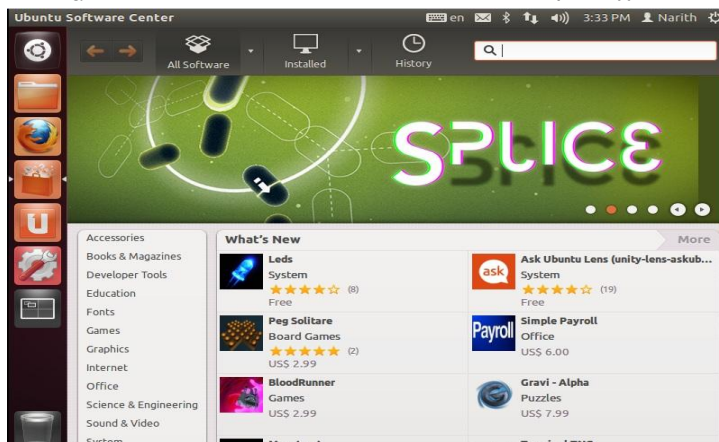 Ubuntu Software Center
en
3:33 PM
Narith
All Software
Installed
History
SPLICE
Accessories
Books & Magazines
Developer Tools
Education
Fonts
Games
Graphics
Internet
Office
Science & Engineering
Sound & Video
System
What's New
More
Leds
System
(8)
Free
ask
Ask Ubuntu Lens (unity-lens-askub...
System
(19)
Free
Peg Solitare
Board Games
(2)
US$ 2.99
Payroll
Simple Payroll
Office
US$ 6.00
BloodRunner
Games
US$ 2.99
Gravi - Alpha
Puzzles
US$ 7.99